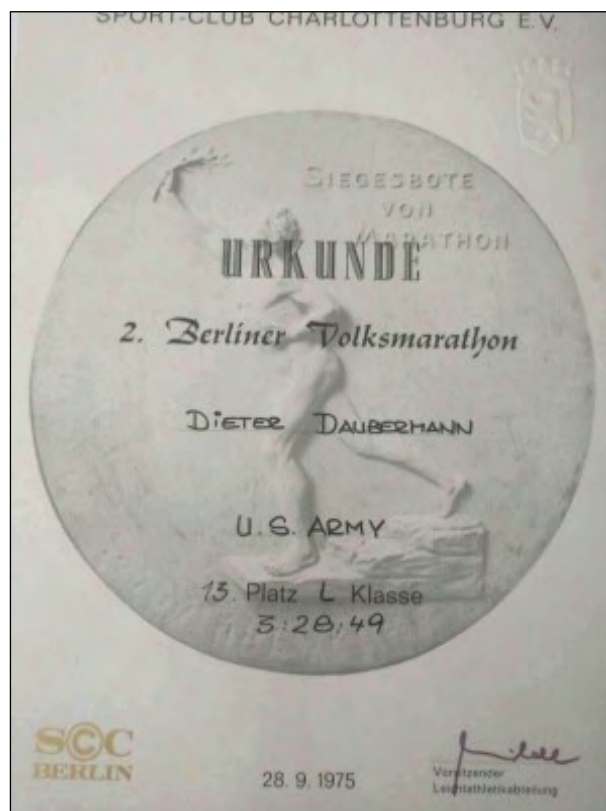 SPORT-CLUB CHARLOTTENBURG E.V.
SIEGESBOTE
VON
MARATHON
URKUNDE
2. Berliner Volksmarathon
DIETER DAUBERMANN
U.S. ARMY
13. Platz L Klasse
3:28:49
SCC
BERLIN
28. 9. 1975
Vorsitzender
Leichtathletikabteilung